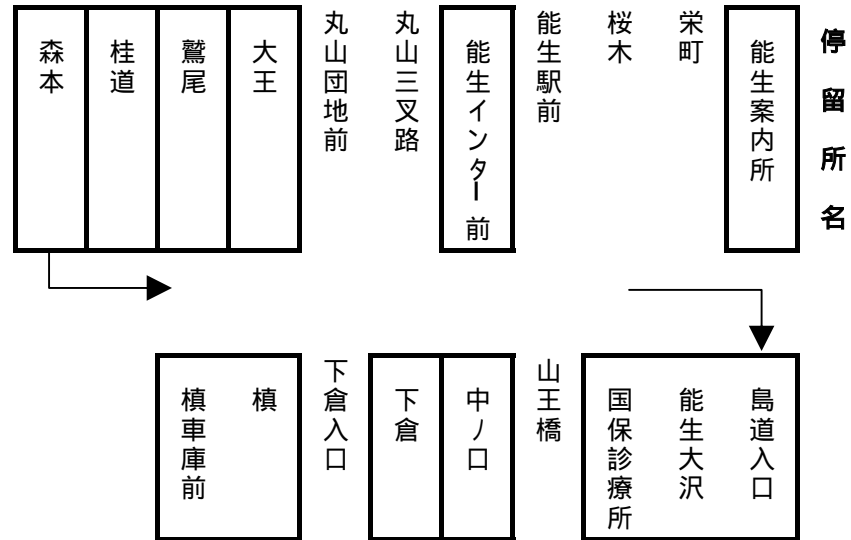 停留所名
能生案内所
栄町
桜木
能生駅前
能生インター前
丸山三叉路
丸山団地前
大王
鷲尾
桂道
森本
島道入口
能生大沢
国保診療所
山王橋
中ノ口
下倉
下倉入口
槙
槙車庫前